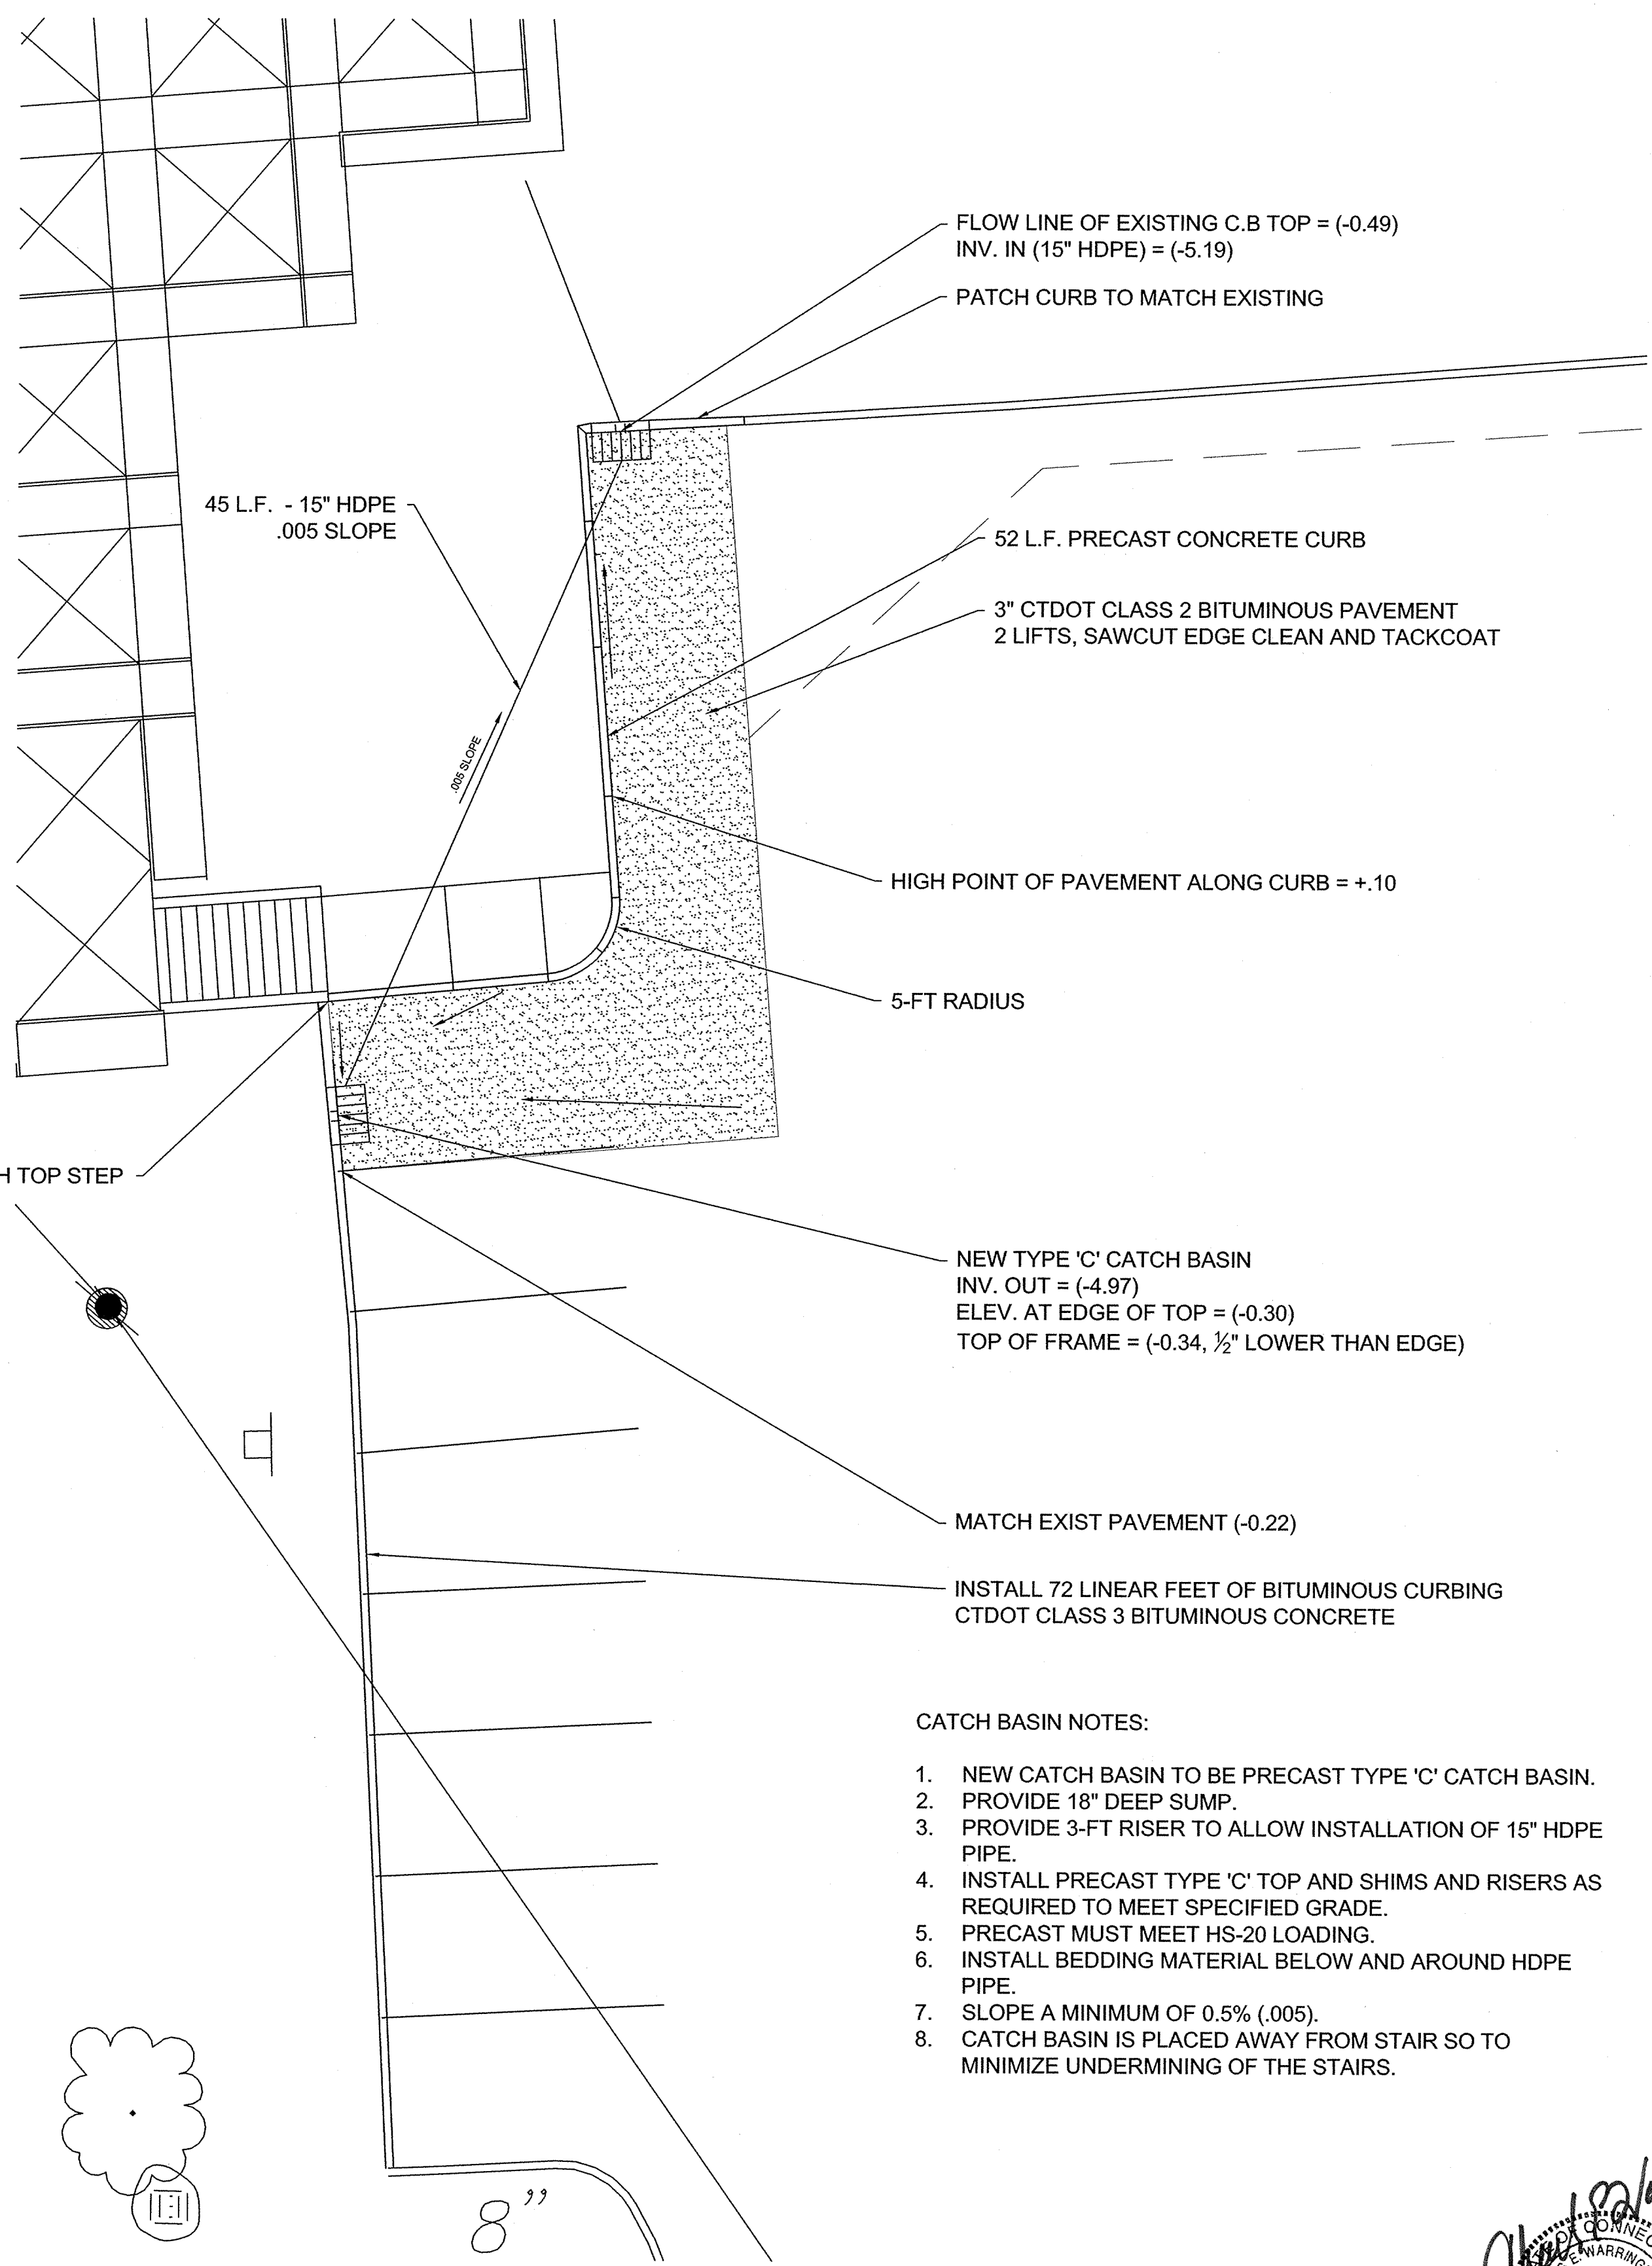 FLOW LINE OF EXISTING C.B TOP = (-0.49)
INV. IN (15" HDPE) = (-5.19)
PATCH CURB TO MATCH EXISTING
45 L.F. - 15" HDPE
.005 SLOPE
52 L.F. PRECAST CONCRETE CURB
3" CTDOT CLASS 2 BITUMINOUS PAVEMENT
2 LIFTS, SAWCUT EDGE CLEAN AND TACKCOAT
.005 SLOPE
HIGH POINT OF PAVEMENT ALONG CURB = +.10
5-FT RADIUS
H TOP STEP
NEW TYPE 'C' CATCH BASIN
INV. OUT = (-4.97)
ELEV. AT EDGE OF TOP = (-0.30)
TOP OF FRAME = (-0.34, ½" LOWER THAN EDGE)
MATCH EXIST PAVEMENT (-0.22)
INSTALL 72 LINEAR FEET OF BITUMINOUS CURBING
CTDOT CLASS 3 BITUMINOUS CONCRETE
CATCH BASIN NOTES:
1. NEW CATCH BASIN TO BE PRECAST TYPE 'C' CATCH BASIN.
2. PROVIDE 18" DEEP SUMP.
3. PROVIDE 3-FT RISER TO ALLOW INSTALLATION OF 15" HDPE
PIPE.
4. INSTALL PRECAST TYPE 'C' TOP AND SHIMS AND RISERS AS
REQUIRED TO MEET SPECIFIED GRADE.
5. PRECAST MUST MEET HS-20 LOADING.
6. INSTALL BEDDING MATERIAL BELOW AND AROUND HDPE
PIPE.
7. SLOPE A MINIMUM OF 0.5% (.005).
8. CATCH BASIN IS PLACED AWAY FROM STAIR SO TO
MINIMIZE UNDERMINING OF THE STAIRS.
8"
OF CONNE
WARRING